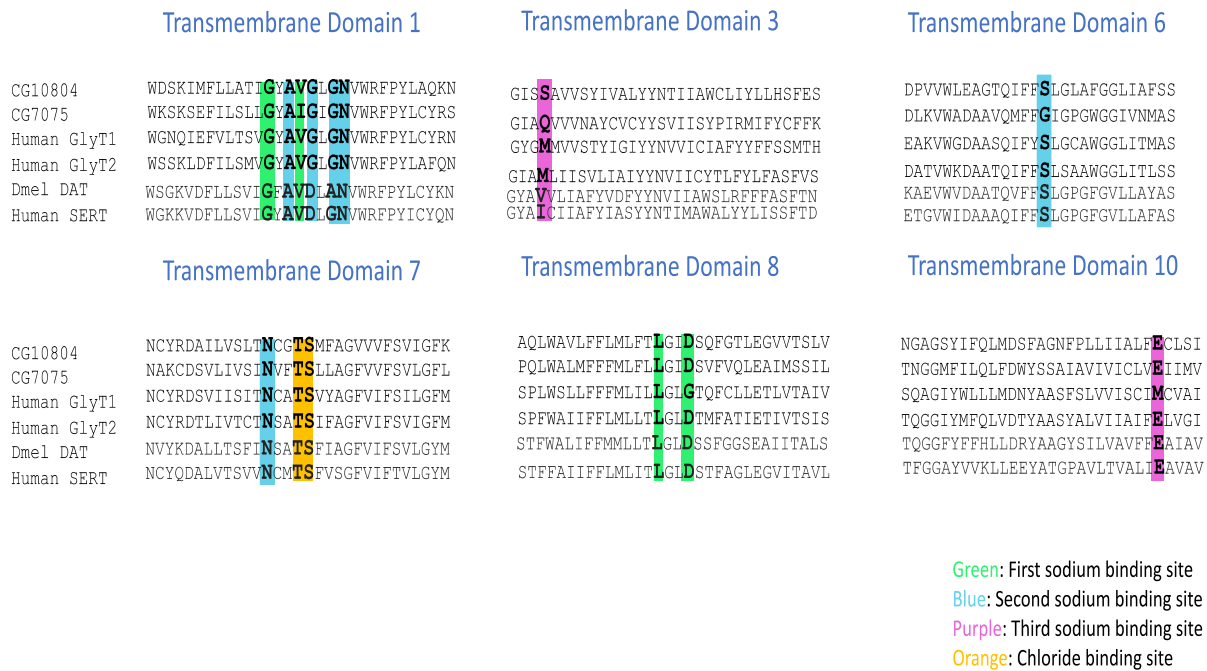 Transmembrane Domain 1
CG10804 WDSKIMFLLATIGYAVGLGNVWRFPYLAQKN
CG7075 WKSKSEFILSLLGYAIGIGNVWRFPYLCYRS
Human GlyT1 WGNQIEFVLTSVGYAVGLGNVWRFPYLCYRN
Human GlyT2 WSSKLDFILSMVGYAVGLGNVWRFPYLAFQN
Dmel DAT WSGKVDFLLSVIGFAVDLANVWRFPYLCYKN
Human SERT WGKKVDFLLSVIGYAVDLGNVWRFPYICYQN
Transmembrane Domain 3
GISSAVVSYIVALYYNTIIAWCLIYLLHSFES
GIAQVVVNAYCVCYYSVIISYPIRMIFYCFFK
GYGMMVVSTYIGIYYNVVICIAFYYFFSSMTH
GIAMLIISVLIAIYYNVIICYTLFYLFASFVS
GYAVVLIAFYVDFYYNVIIAWSLRFFFASFTN
GYAICIIAFYIASYYNTIMAWALYYLISSFTD
Transmembrane Domain 6
DPVVWLEAGTQIFFSLGLAFGGLIAFSS
DLKVWADAAVQMFFGIGPGWGGIVNMAS
EAKVWGDAASQIFYSLGCAWGGLITMAS
DATVWKDAATQIFFSLSAAWGGLITLSS
KAEVWVDAATQVFFSLGPGFGVLLAYAS
ETGVWIDAAAQIFFSLGPGFGVLLAFAS
Transmembrane Domain 7
CG10804 NCYRDAILVSLTNCGTSMFAGVVVFSVIGFK
CG7075 NAKCDSVLIVSINVFTSLLAGFVVFSVLGFL
Human GlyT1 NCYRDSVIISITNCATSVYAGFVIFSILGFM
Human GlyT2 NCYRDTLIVTCTNSATSIFAGFVIFSVIGFM
Dmel DAT NVYKDALLTSFINSATSFIAGFVIFSVLGYM
Human SERT NCYQDALVTSVVNCMTSFVSGFVIFTVLGYM
Transmembrane Domain 8
AQLWAVLFFFMLFTLGIDSQFGTLEGVVTSLV
PQLWALMFFFMLFLLGIDSVFVQLEAIMSSIL
SPLWSLLFFFMLILLGLGTQFCLLETLVTAIV
SPFWAIIFFLMLLTLGLDTMFATIETIVTSIS
STFWALIFFMMLLTLGLDSSFGGSEAIITALS
STFFAIIFFLMLITLGLDSTFAGLEGVITAVL
Transmembrane Domain 10
NGAGSYIFQLMDSFAGNFPLLIIALFECLSI
TNGGMFILQLFDWYSSAIAVIVICLVEIIMV
SQAGIYWLLLMDNYAASFSLVVISCIMCVAI
TQGGIYMFQLVDTYAASYALVIIAIFELVGI
TQGGFYFFHLLDRYAAGYSILVAVFFEAIAV
TFGGAYVVKLLEEYATGPAVLTVALIEAVAV
Green: First sodium binding site
Blue: Second sodium binding site
Purple: Third sodium binding site
Orange: Chloride binding site